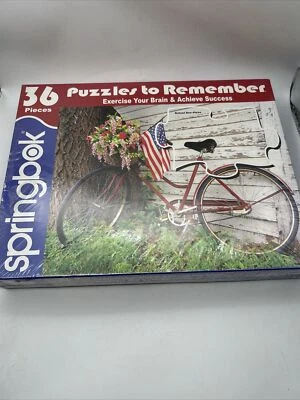 36
Pieces
Puzzles to Remember
Exercise Your Brain & Achieve Success
springbok